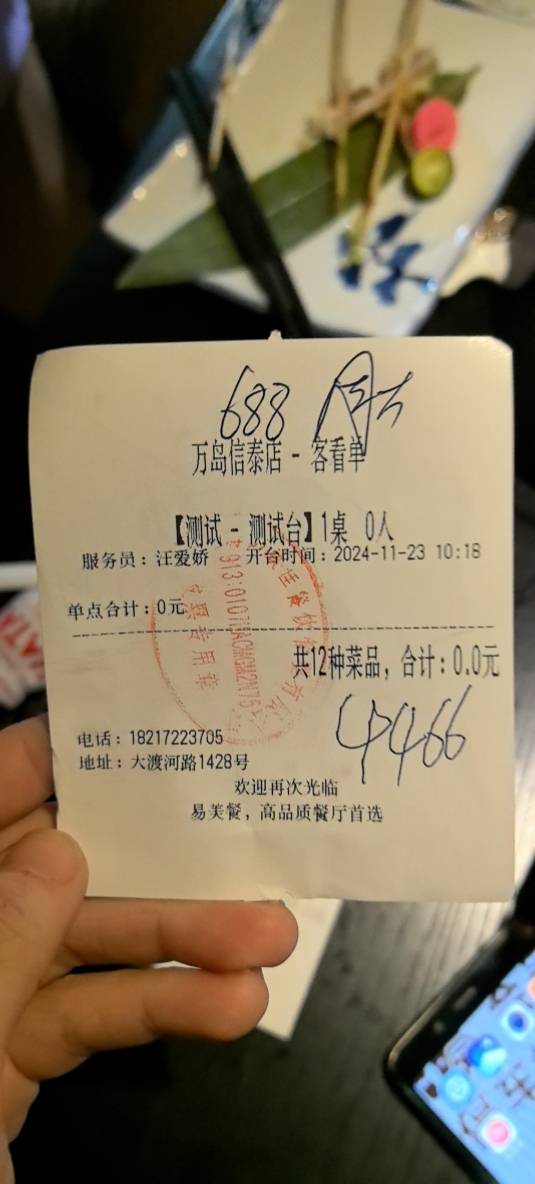 688
万岛信泰店 - 客看单
【测试 - 测试台】1桌 0人
服务员：汪爱娇 开台时间：2024-11-23 10:18
单点合计：0元
共12种菜品，合计：0.0元
4466
电话：18217223705
地址：大渡河路1428号
欢迎再次光临
易美餐，高品质餐厅首选